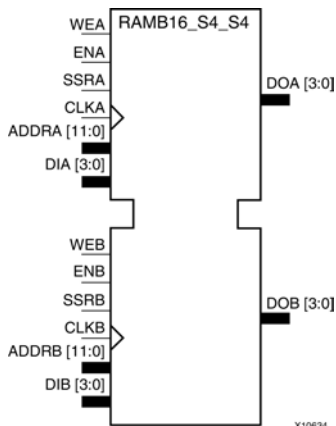 RAMB16_S4_S4
WEA
ENA
SSRA
CLKA
ADDRA [11:0]
DIA [3:0]
DOA [3:0]
WEB
ENB
SSRB
CLKB
ADDRB [11:0]
DIB [3:0]
DOB [3:0]
X10634